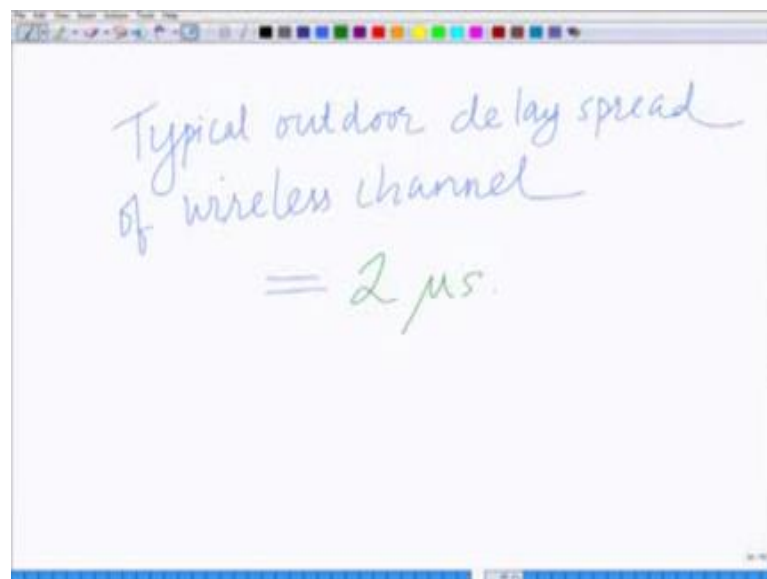 Typical outdoor delay spread
of wireless channel
= 2 μs.